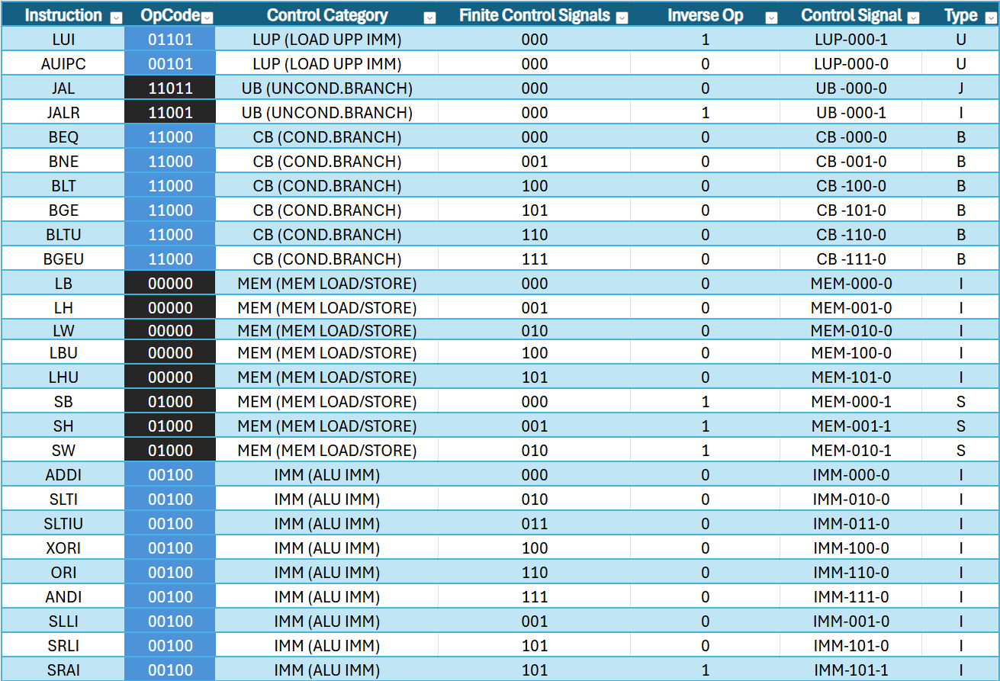 Instruction OpCode Control Category Finite Control Signals Inverse Op Control Signal Type
LUI 01101 LUP (LOAD UPP IMM) 000 1 LUP-000-1 U
AUIPC 00101 LUP (LOAD UPP IMM) 000 0 LUP-000-0 U
JAL 11011 UB (UNCOND.BRANCH) 000 0 UB -000-0 J
JALR 11001 UB (UNCOND.BRANCH) 000 1 UB -000-1 I
BEQ 11000 CB (COND.BRANCH) 000 0 CB -000-0 B
BNE 11000 CB (COND.BRANCH) 001 0 CB -001-0 B
BLT 11000 CB (COND.BRANCH) 100 0 CB -100-0 B
BGE 11000 CB (COND.BRANCH) 101 0 CB -101-0 B
BLTU 11000 CB (COND.BRANCH) 110 0 CB -110-0 B
BGEU 11000 CB (COND.BRANCH) 111 0 CB -111-0 B
LB 00000 MEM (MEM LOAD/STORE) 000 0 MEM-000-0 I
LH 00000 MEM (MEM LOAD/STORE) 001 0 MEM-001-0 I
LW 00000 MEM (MEM LOAD/STORE) 010 0 MEM-010-0 I
LBU 00000 MEM (MEM LOAD/STORE) 100 0 MEM-100-0 I
LHU 00000 MEM (MEM LOAD/STORE) 101 0 MEM-101-0 I
SB 01000 MEM (MEM LOAD/STORE) 000 1 MEM-000-1 S
SH 01000 MEM (MEM LOAD/STORE) 001 1 MEM-001-1 S
SW 01000 MEM (MEM LOAD/STORE) 010 1 MEM-010-1 S
ADDI 00100 IMM (ALU IMM) 000 0 IMM-000-0 I
SLTI 00100 IMM (ALU IMM) 010 0 IMM-010-0 I
SLTIU 00100 IMM (ALU IMM) 011 0 IMM-011-0 I
XORI 00100 IMM (ALU IMM) 100 0 IMM-100-0 I
ORI 00100 IMM (ALU IMM) 110 0 IMM-110-0 I
ANDI 00100 IMM (ALU IMM) 111 0 IMM-111-0 I
SLLI 00100 IMM (ALU IMM) 001 0 IMM-001-0 I
SRLI 00100 IMM (ALU IMM) 101 0 IMM-101-0 I
SRAI 00100 IMM (ALU IMM) 101 1 IMM-101-1 I